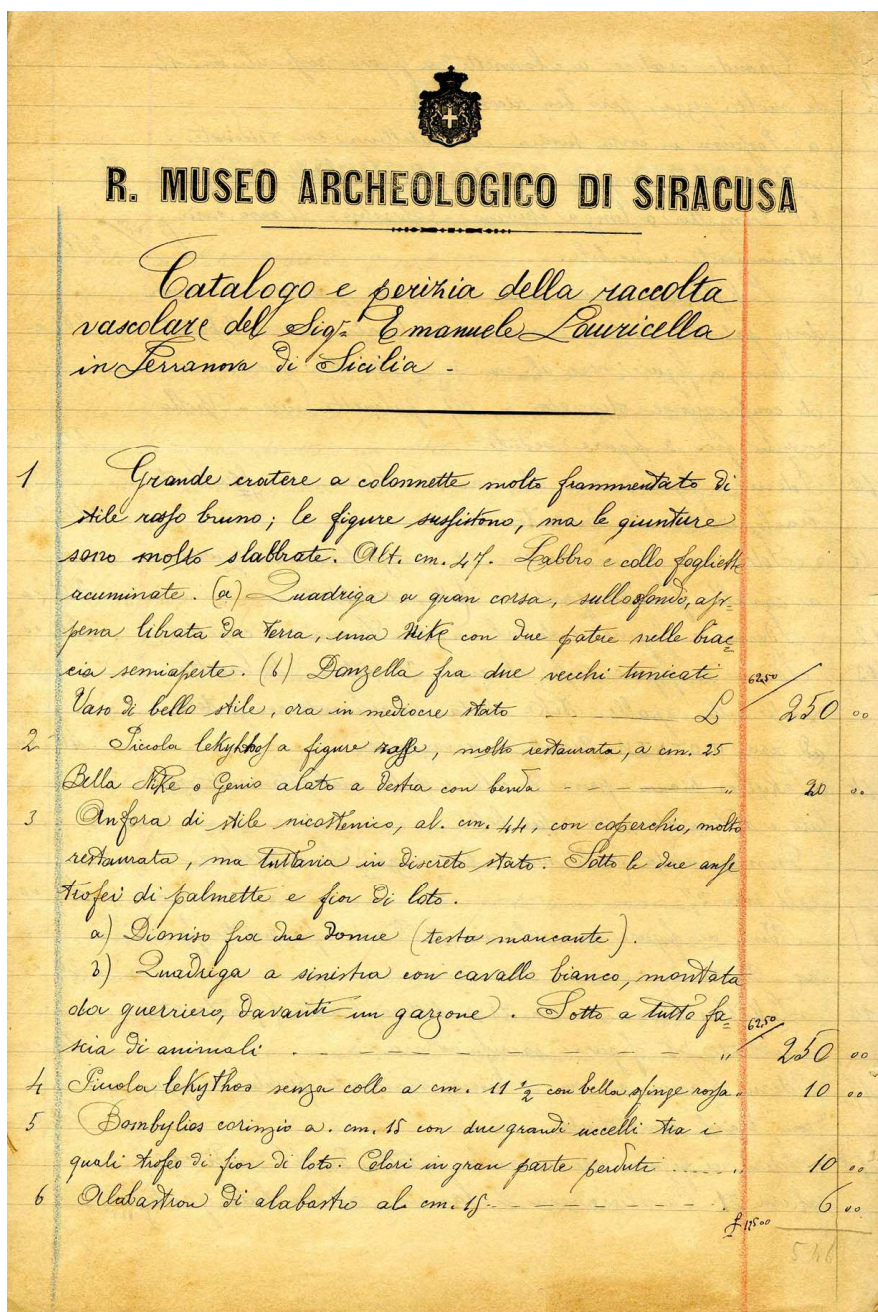 R. MUSEO ARCHEOLOGICO DI SIRACUSA
Catalogo e perizia della raccolta
vascolare del Sigr. Emanuele Lauricella
in Terranova di Sicilia -
1 Grande cratere a colonnette molto frammentato di
stile rosso bruno; le figure sussistono, ma le giunture
sono molto slabbrate. Alt. cm. 47. Labbro e collo fogliette
acuminate. (a) Quadriga a gran corsa, sullo sfondo, ap-
pena librata da terra, una Nike con due patere nelle brac=
cia semiaperte. (b) Donzella fra due vecchi tunicati 62,50
Vaso di bello stile, ora in mediocre stato L 250 00
2 Piccola lekythos a figure rosse, molto restaurata, a cm. 25
Bella Nike o Genio alato a destra con benda - - - " 20 00
3 Anfora di stile nicostenico, al. cm. 44, con coperchio, molto
restaurata, ma tuttavia in discreto stato. Sotto le due anse
trofei di palmette e fior di loto.
a) Dioniso fra due donne (testa mancante).
b) Quadriga a sinistra con cavallo bianco, montata
da guerriero, davanti un garzone. Sotto a tutto fa= 62,50
scia di animali - - - " 250 00
4 Piccola lekythos senza collo a cm. 11 1/2 con bella sfinge rossa " 10 00
5 Bombylios corinzio a. cm. 15 con due grandi uccelli tra i
quali trofeo di fior di loto. Colori in gran parte perduti ..... " 10 00
6 Alabastron di alabastro al. cm. 15 - - - 6 00
£ 125 00
546